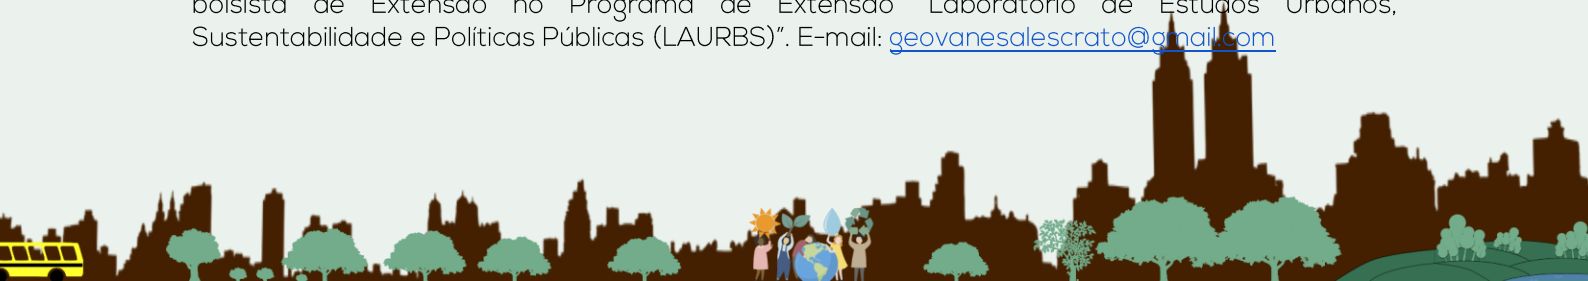 bolsista de Extensão no Programa de Extensão “Laboratório de Estudos Urbanos,
Sustentabilidade e Políticas Públicas (LAURBS)”. E-mail: geovanesalescrato@gmail.com